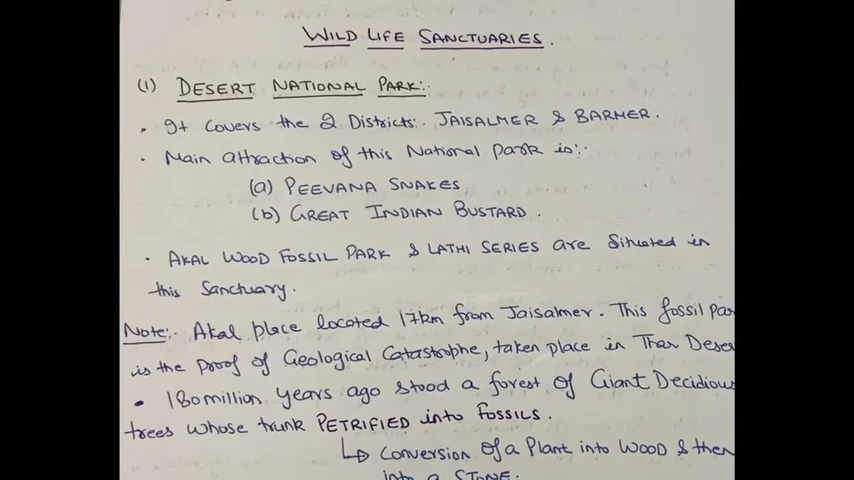 WILD LIFE SANCTUARIES.
(1) DESERT NATIONAL PARK:-
• It Covers the 2 Districts:- JAISALMER & BARMER.
• Main attraction of this National park is:-
(a) PEEVANA SNAKES
(b) GREAT INDIAN BUSTARD.
• AKAL WOOD FOSSIL PARK & LATHI SERIES are Situated in
this Sanctuary.
Note:- Akal place located 17km from Jaisalmer. This fossil Par
is the proof of Geological Catastrophe, taken place in Thar Deser
• 180 million years ago stood a forest of Giant Decidious
trees whose trunk PETRIFIED into FOSSILS.
↳ Conversion of a Plant into WOOD & then
into a STONE.